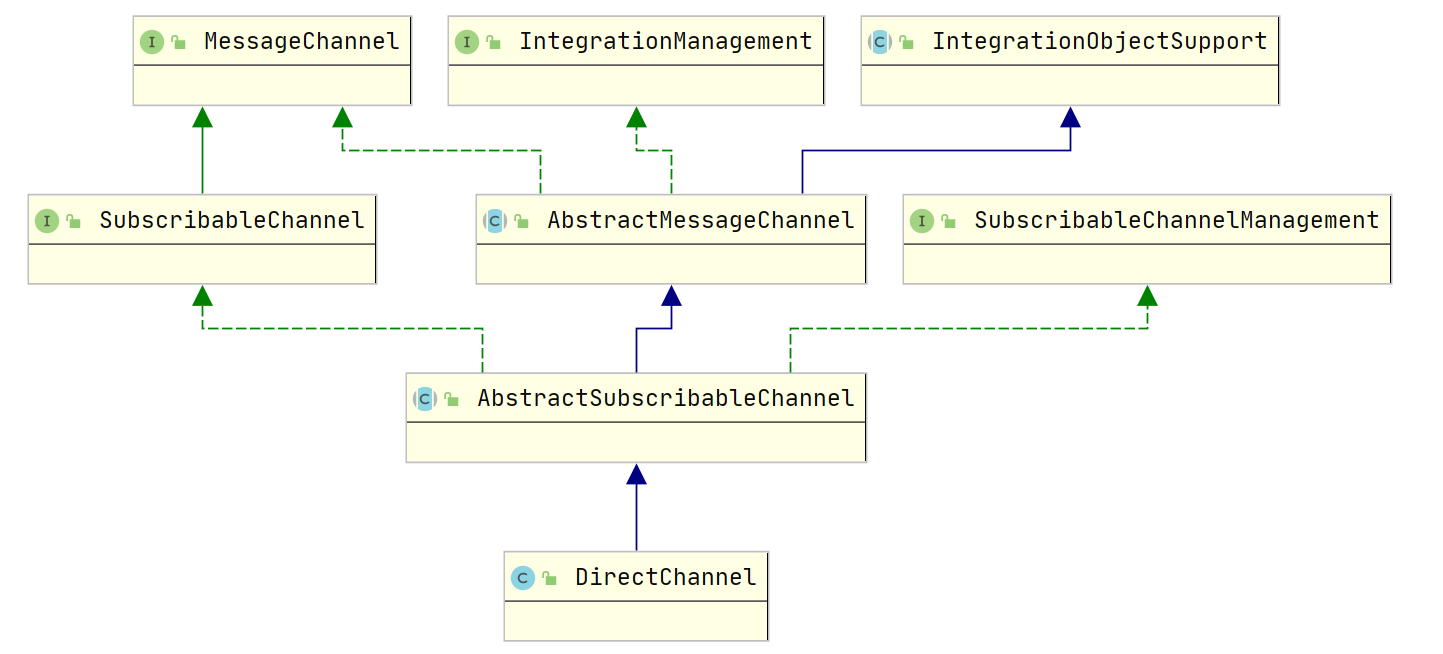 I MessageChannel
I IntegrationManagement
C IntegrationObjectSupport
I SubscribableChannel
C AbstractMessageChannel
I SubscribableChannelManagement
C AbstractSubscribableChannel
C DirectChannel